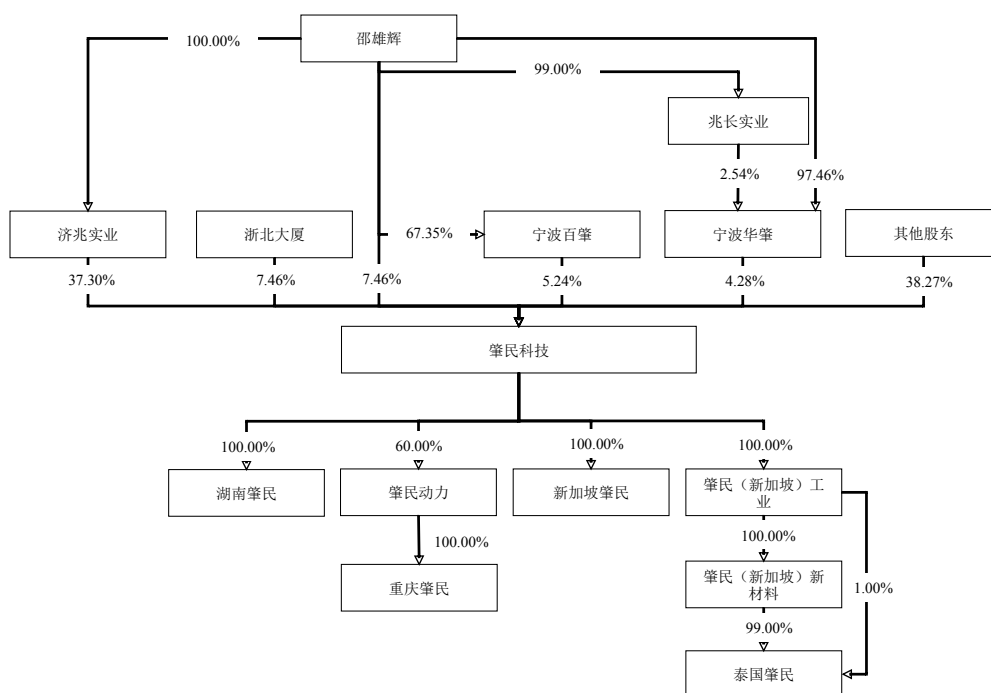 邵雄辉
100.00%
99.00%
兆长实业
2.54%
97.46%
济兆实业
浙北大厦
67.35%
宁波百肇
宁波华肇
其他股东
37.30%
7.46%
7.46%
5.24%
4.28%
38.27%
肇民科技
100.00%
60.00%
100.00%
100.00%
湖南肇民
肇民动力
新加坡肇民
肇民（新加坡）工
业
100.00%
100.00%
重庆肇民
肇民（新加坡）新
材料
1.00%
99.00%
泰国肇民